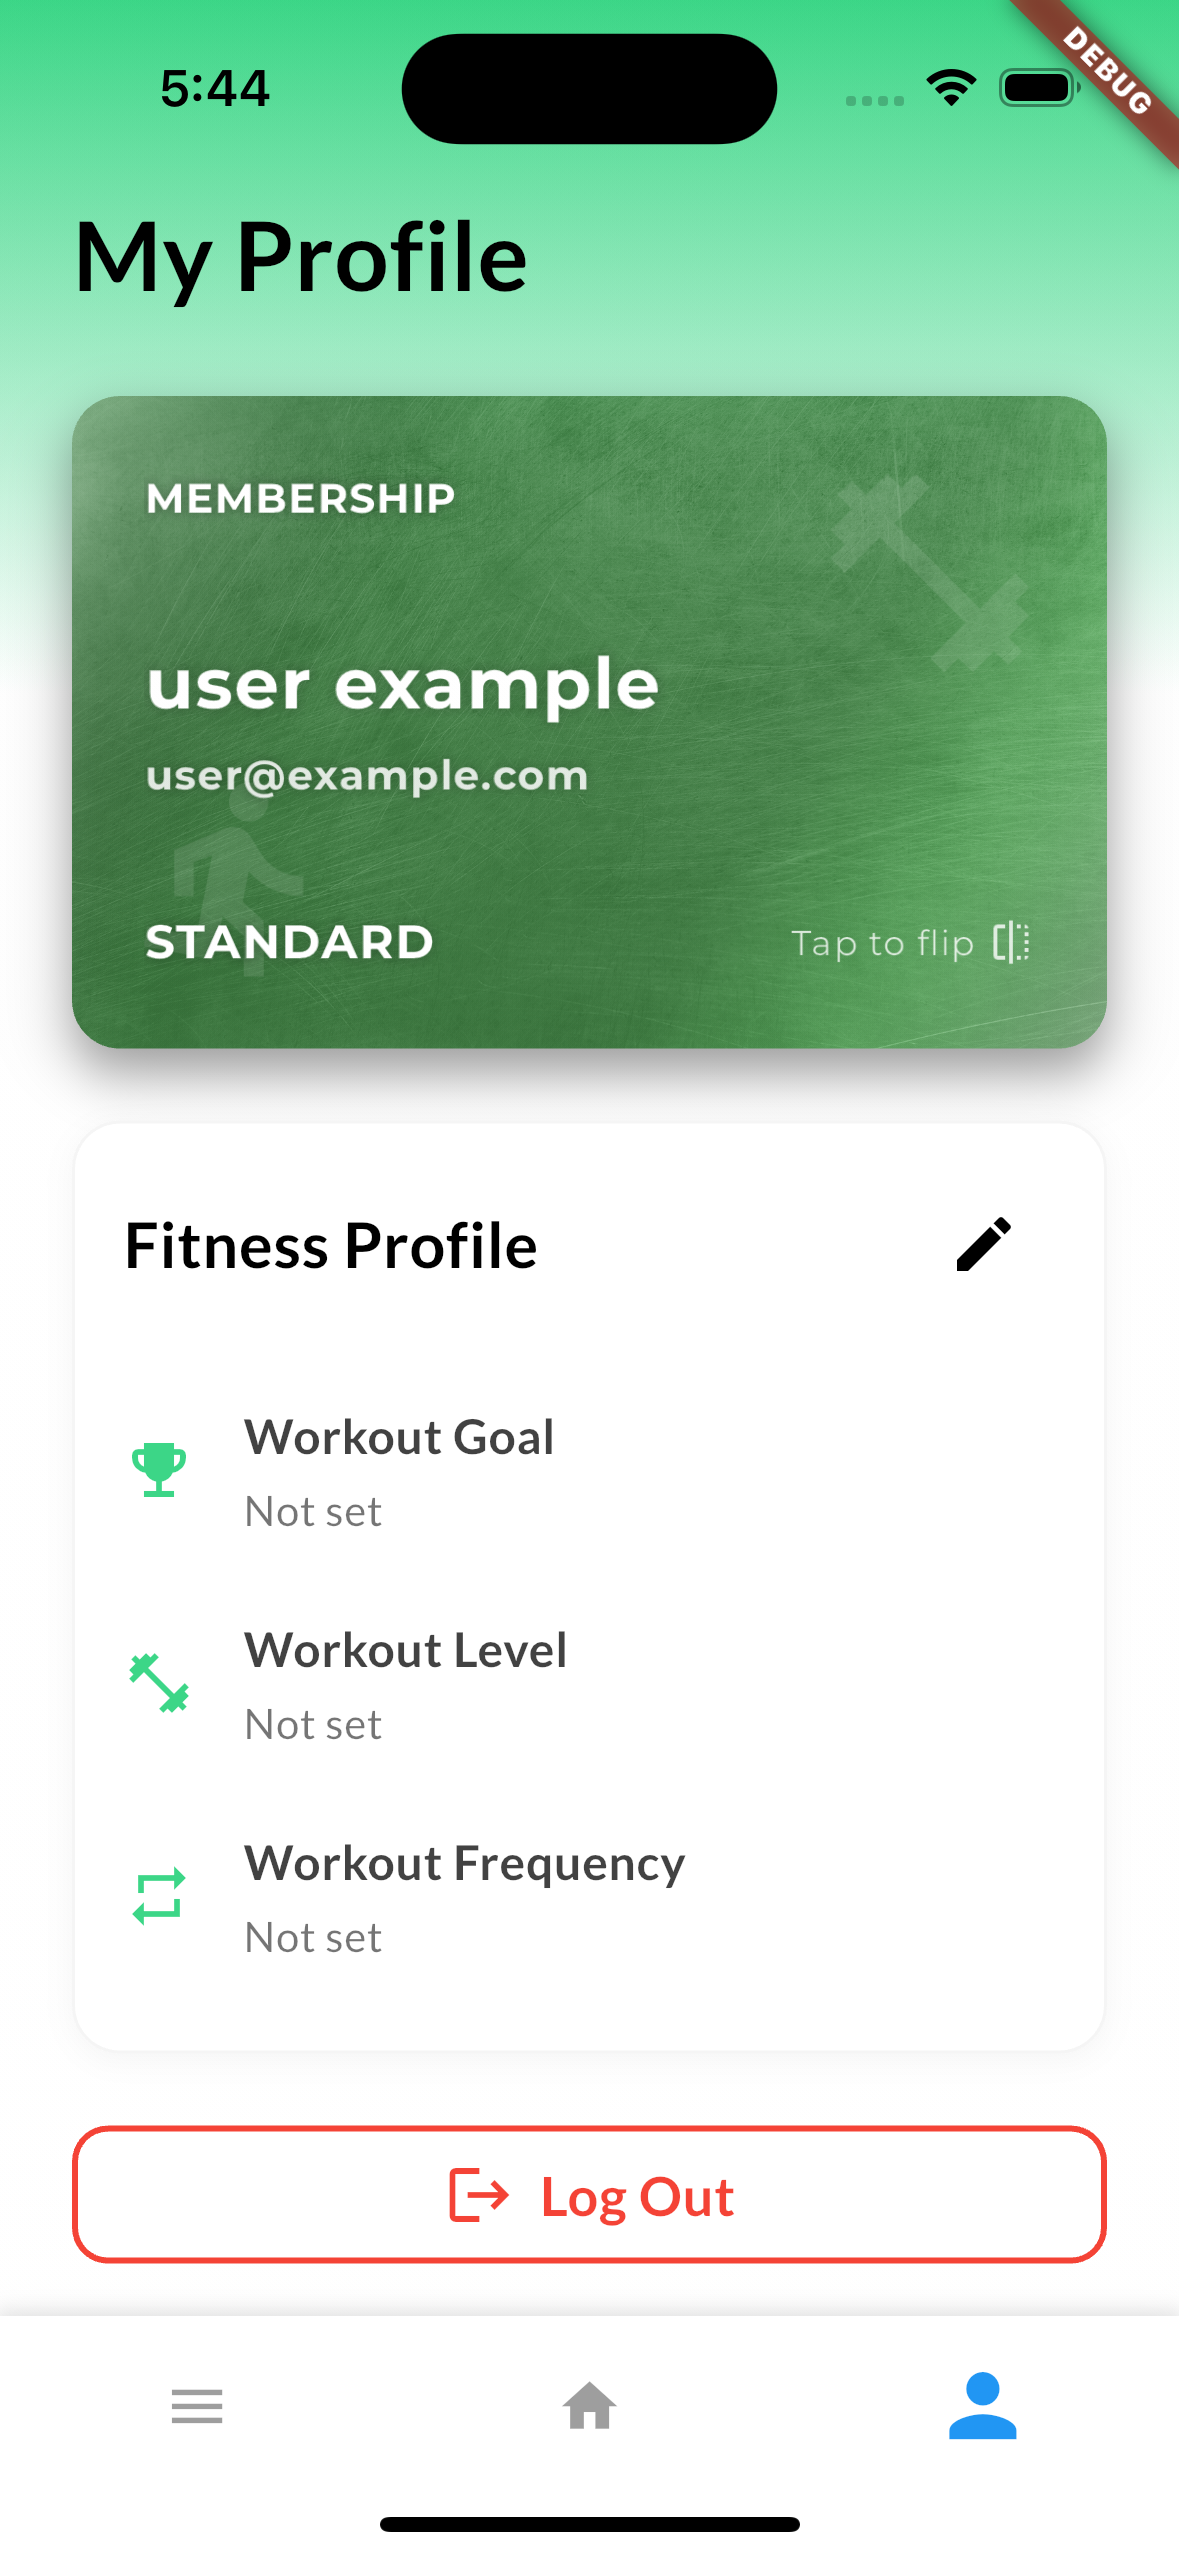 5:44
DEBUG
My Profile
MEMBERSHIP
user example
user@example.com
STANDARD
Tap to flip
Fitness Profile
Workout Goal
Not set
Workout Level
Not set
Workout Frequency
Not set
Log Out